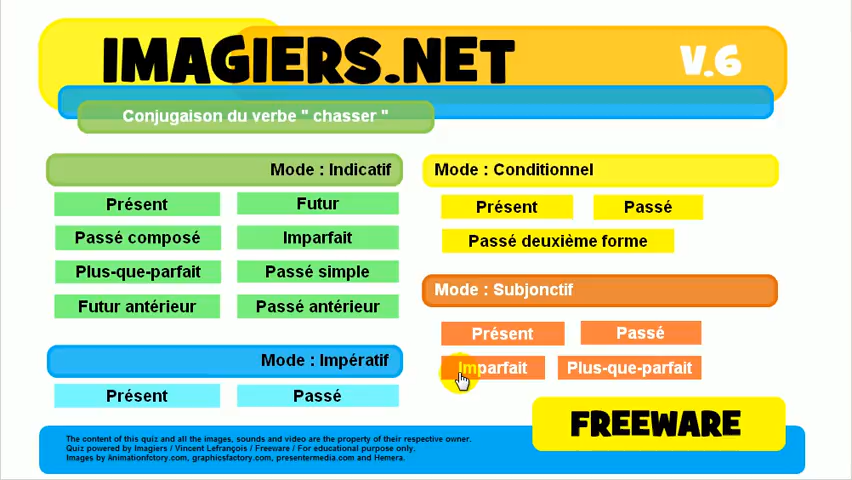 IMAGIERS.NET
V.6
Conjugaison du verbe " chasser "
Mode : Indicatif
Présent
Futur
Passé composé
Imparfait
Plus-que-parfait
Passé simple
Futur antérieur
Passé antérieur
Mode : Impératif
Présent
Passé
Mode : Conditionnel
Présent
Passé
Passé deuxième forme
Mode : Subjonctif
Présent
Passé
Imparfait
Plus-que-parfait
FREEWARE
The content of this quiz and all the images, sounds and video are the property of their respective owner.
Quiz powered by Imagiers / Vincent Lefrançois / Freeware / For educational purpose only.
Images by Animationfctory.com, graphicsfactory.com, presentermedia.com and Hemera.